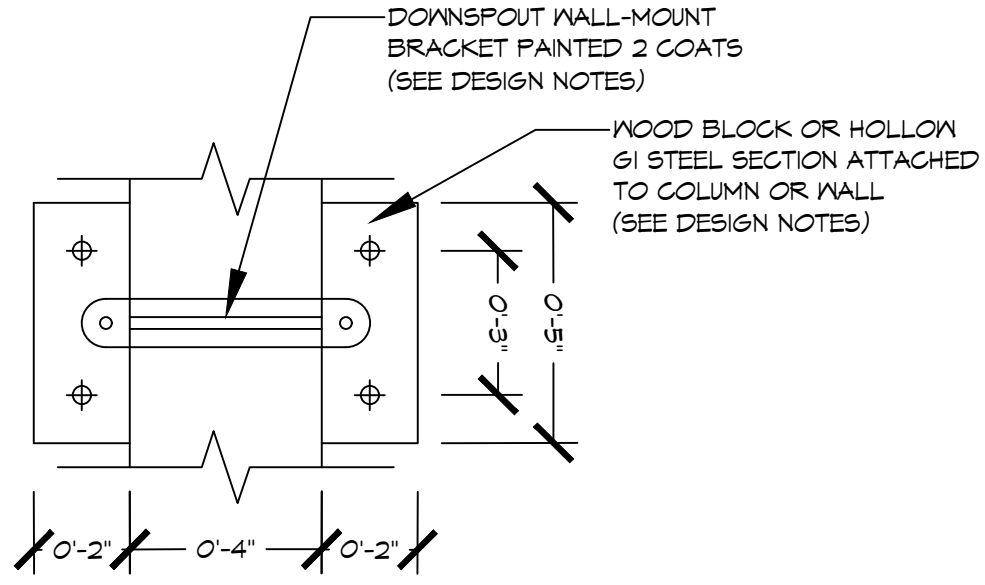 DOWNSPOUT WALL-MOUNT
BRACKET PAINTED 2 COATS
(SEE DESIGN NOTES)
WOOD BLOCK OR HOLLOW
GI STEEL SECTION ATTACHED
TO COLUMN OR WALL
(SEE DESIGN NOTES)
0'-3"
0'-5"
0'-2"
0'-4"
0'-2"